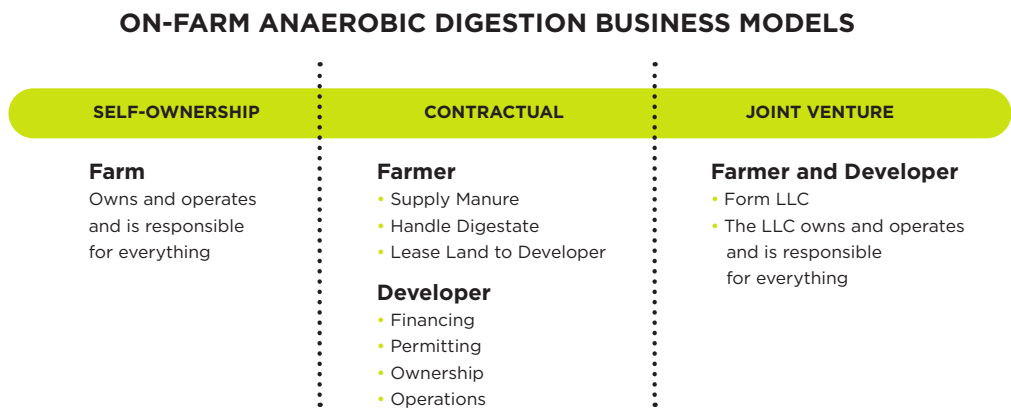 ON-FARM ANAEROBIC DIGESTION BUSINESS MODELS
SELF-OWNERSHIP
Farm
Owns and operates
and is responsible
for everything
CONTRACTUAL
Farmer
• Supply Manure
• Handle Digestate
• Lease Land to Developer
Developer
• Financing
• Permitting
• Ownership
• Operations
JOINT VENTURE
Farmer and Developer
• Form LLC
• The LLC owns and operates
and is responsible
for everything